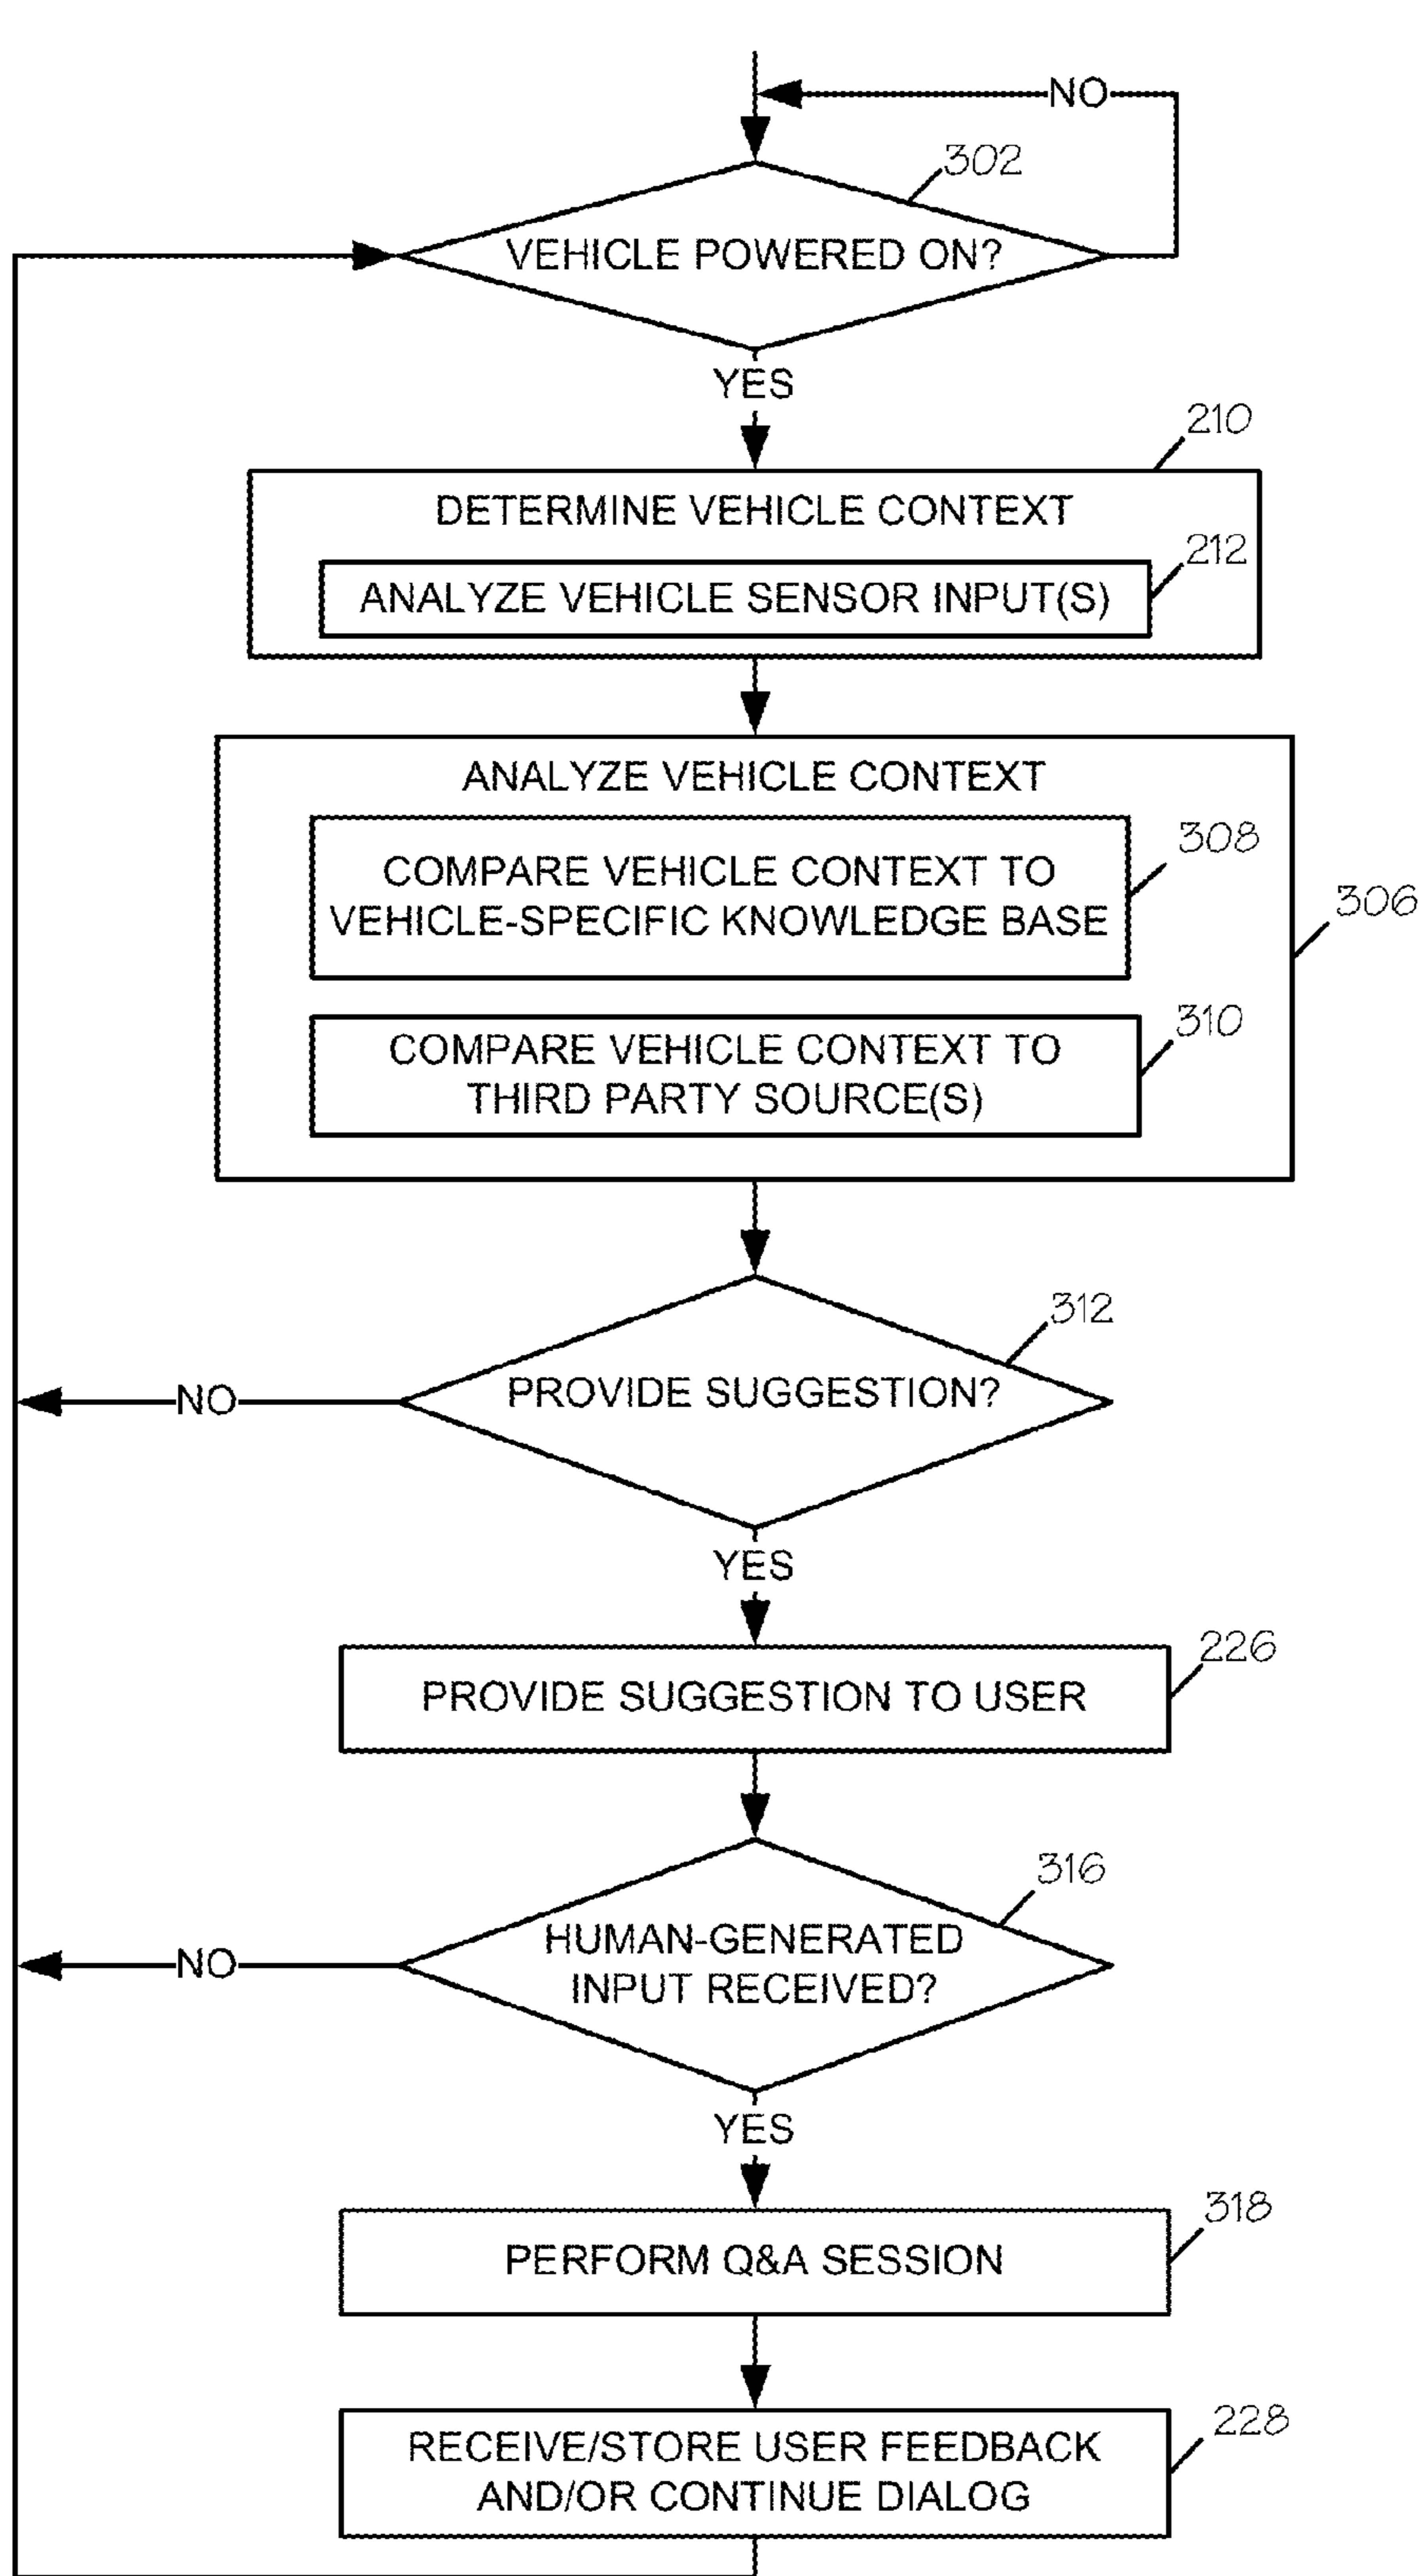 NO
302
VEHICLE POWERED ON?
YES
210
DETERMINE VEHICLE CONTEXT
212
ANALYZE VEHICLE SENSOR INPUT(S)
ANALYZE VEHICLE CONTEXT
308
COMPARE VEHICLE CONTEXT TO
VEHICLE-SPECIFIC KNOWLEDGE BASE
306
310
COMPARE VEHICLE CONTEXT TO
THIRD PARTY SOURCE(S)
312
PROVIDE SUGGESTION?
NO
YES
226
PROVIDE SUGGESTION TO USER
316
HUMAN-GENERATED
INPUT RECEIVED?
NO
YES
318
PERFORM Q&A SESSION
228
RECEIVE/STORE USER FEEDBACK
AND/OR CONTINUE DIALOG